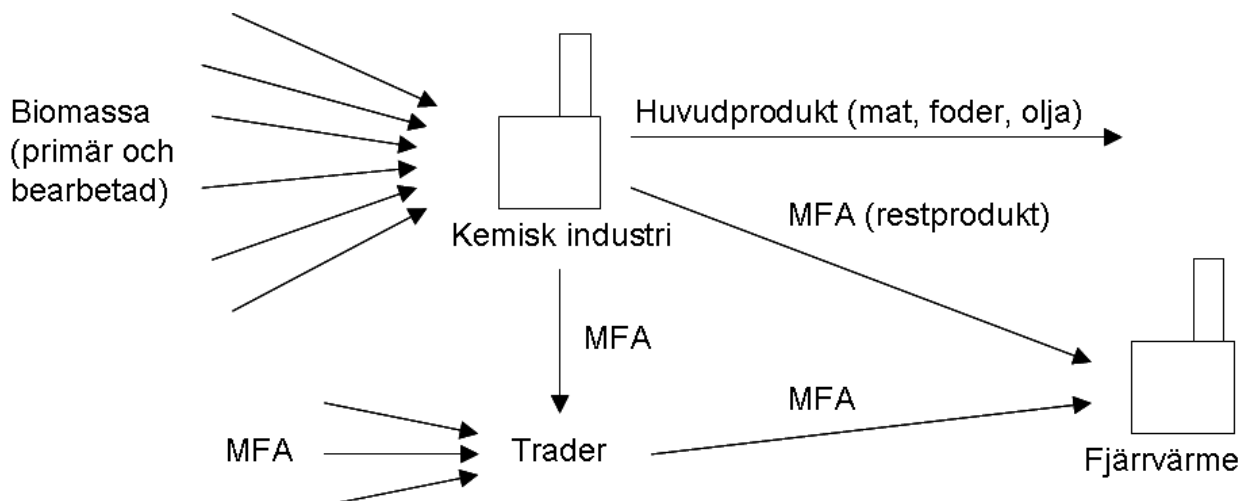 Biomassa
(primär och
bearbetad)
Huvudprodukt (mat, foder, olja)
Kemisk industri
MFA (restprodukt)
MFA
MFA
MFA
Trader
Fjärrvärme